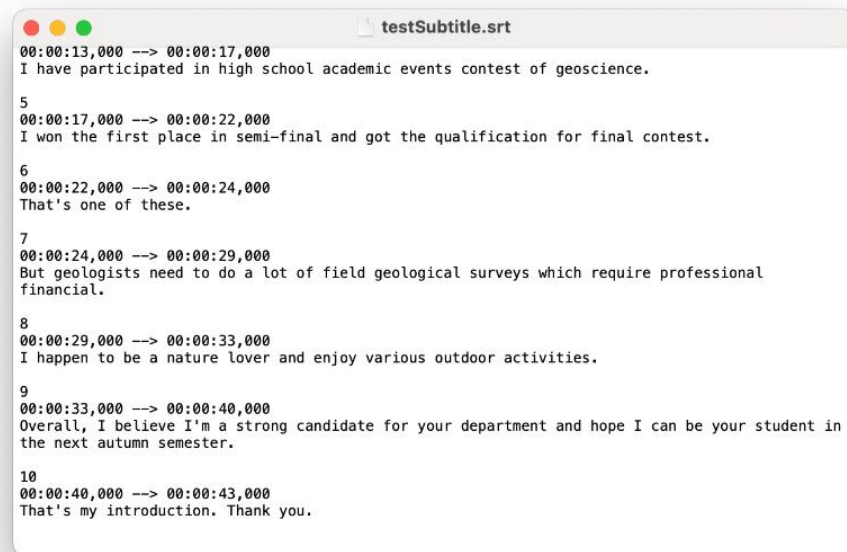 testSubtitle.srt
00:00:13,000 --> 00:00:17,000
I have participated in high school academic events contest of geoscience.
5
00:00:17,000 --> 00:00:22,000
I won the first place in semi-final and got the qualification for final contest.
6
00:00:22,000 --> 00:00:24,000
That's one of these.
7
00:00:24,000 --> 00:00:29,000
But geologists need to do a lot of field geological surveys which require professional
financial.
8
00:00:29,000 --> 00:00:33,000
I happen to be a nature lover and enjoy various outdoor activities.
9
00:00:33,000 --> 00:00:40,000
Overall, I believe I'm a strong candidate for your department and hope I can be your student in
the next autumn semester.
10
00:00:40,000 --> 00:00:43,000
That's my introduction. Thank you.